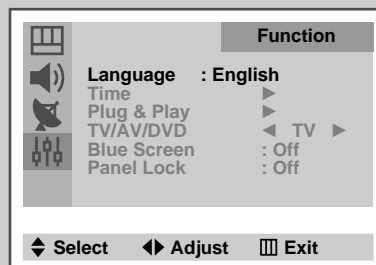 Function
Language : English
Time ►
Plug & Play ►
TV/AV/DVD ◄ TV ►
Blue Screen : Off
Panel Lock : Off
Select Adjust Exit